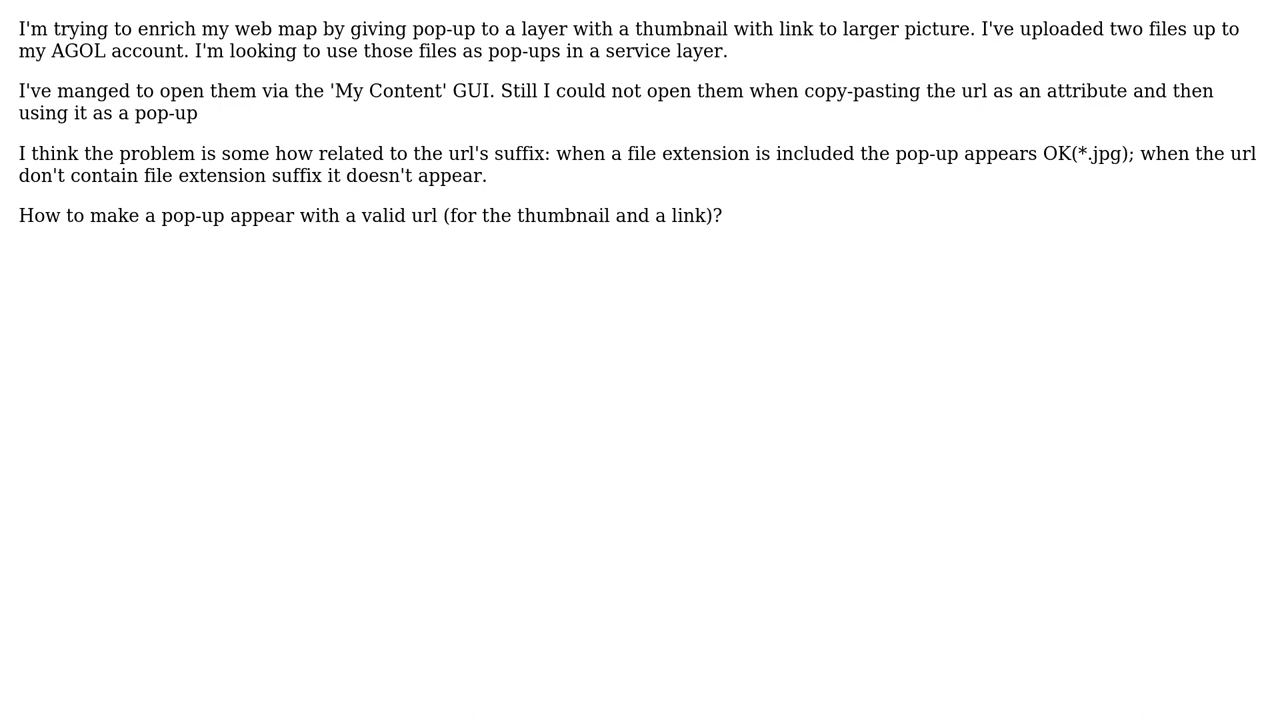 I'm trying to enrich my web map by giving pop-up to a layer with a thumbnail with link to larger picture. I've uploaded two files up to
my AGOL account. I'm looking to use those files as pop-ups in a service layer.
I've manged to open them via the 'My Content' GUI. Still I could not open them when copy-pasting the url as an attribute and then
using it as a pop-up
I think the problem is some how related to the url's suffix: when a file extension is included the pop-up appears OK(*.jpg); when the url
don't contain file extension suffix it doesn't appear.
How to make a pop-up appear with a valid url (for the thumbnail and a link)?